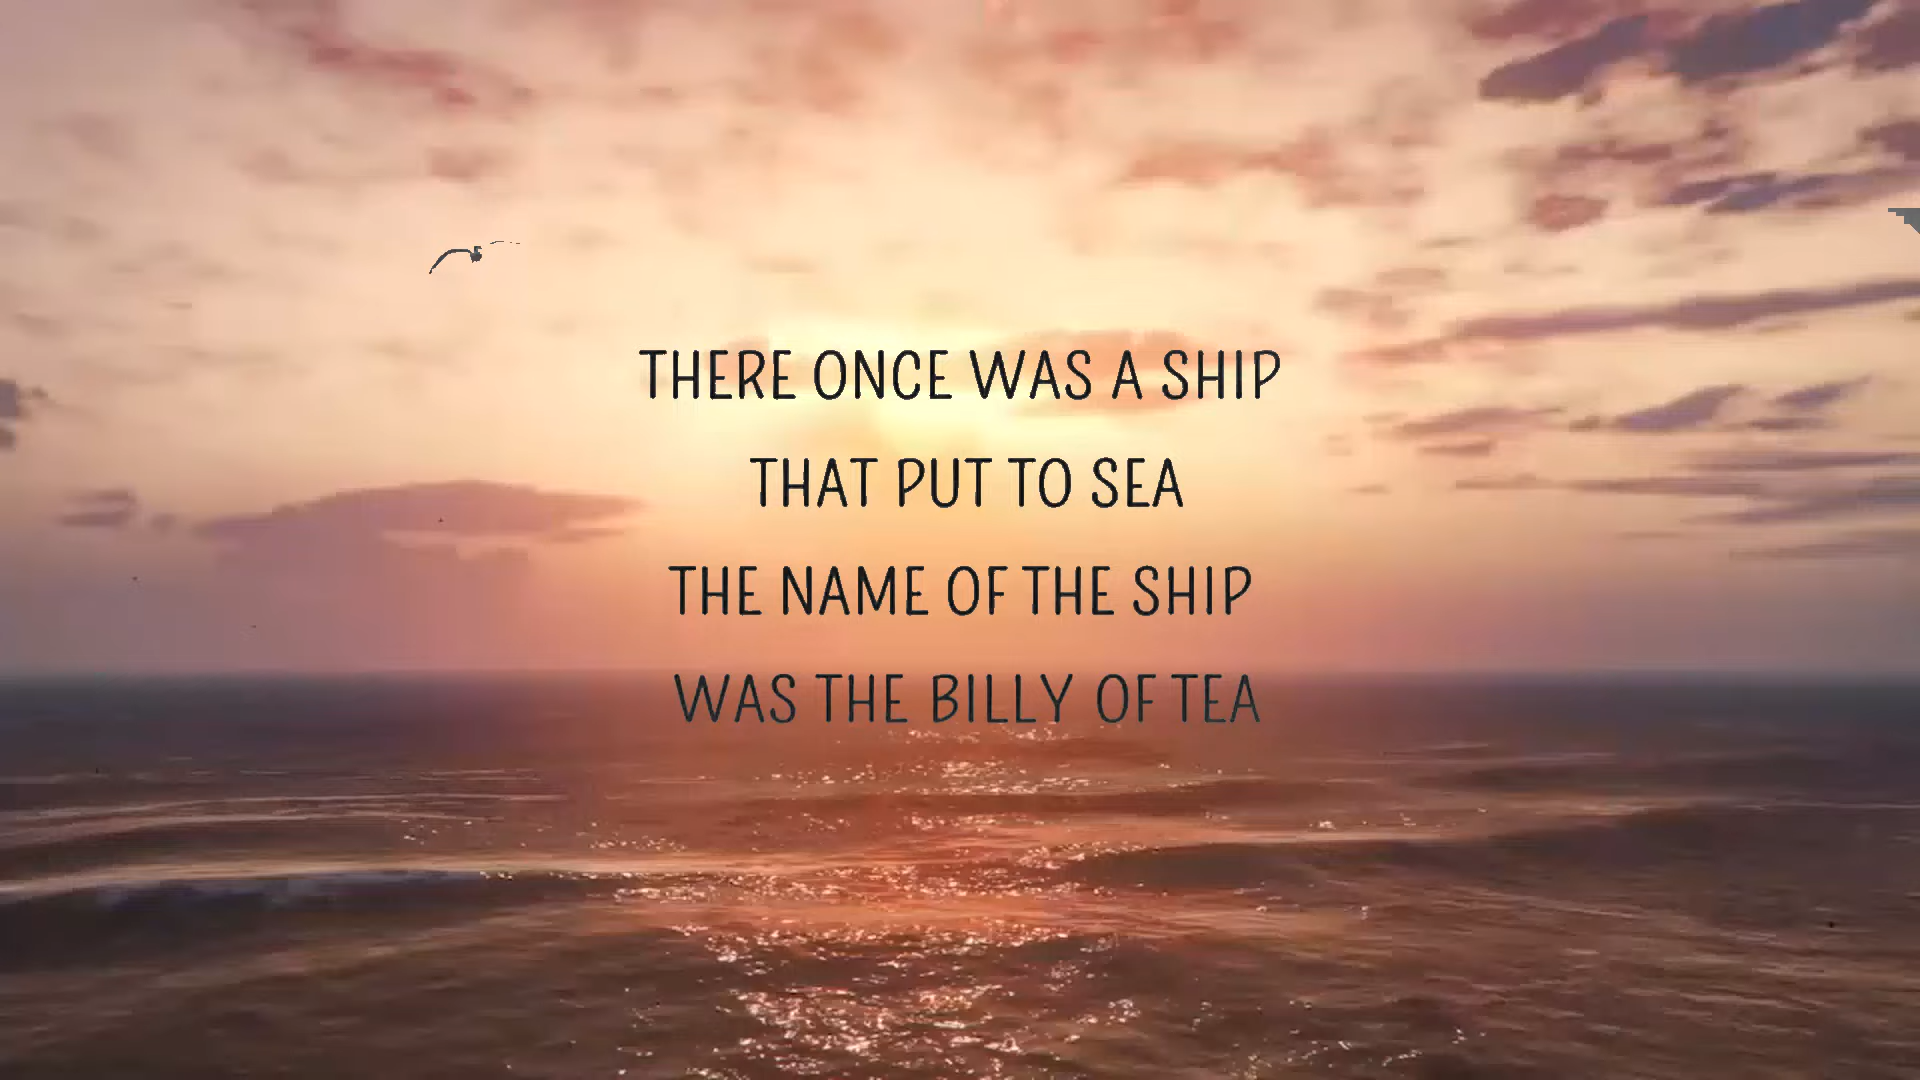 THERE ONCE WAS A SHIP
THAT PUT TO SEA
THE NAME OF THE SHIP
WAS THE BILLY OF TEA